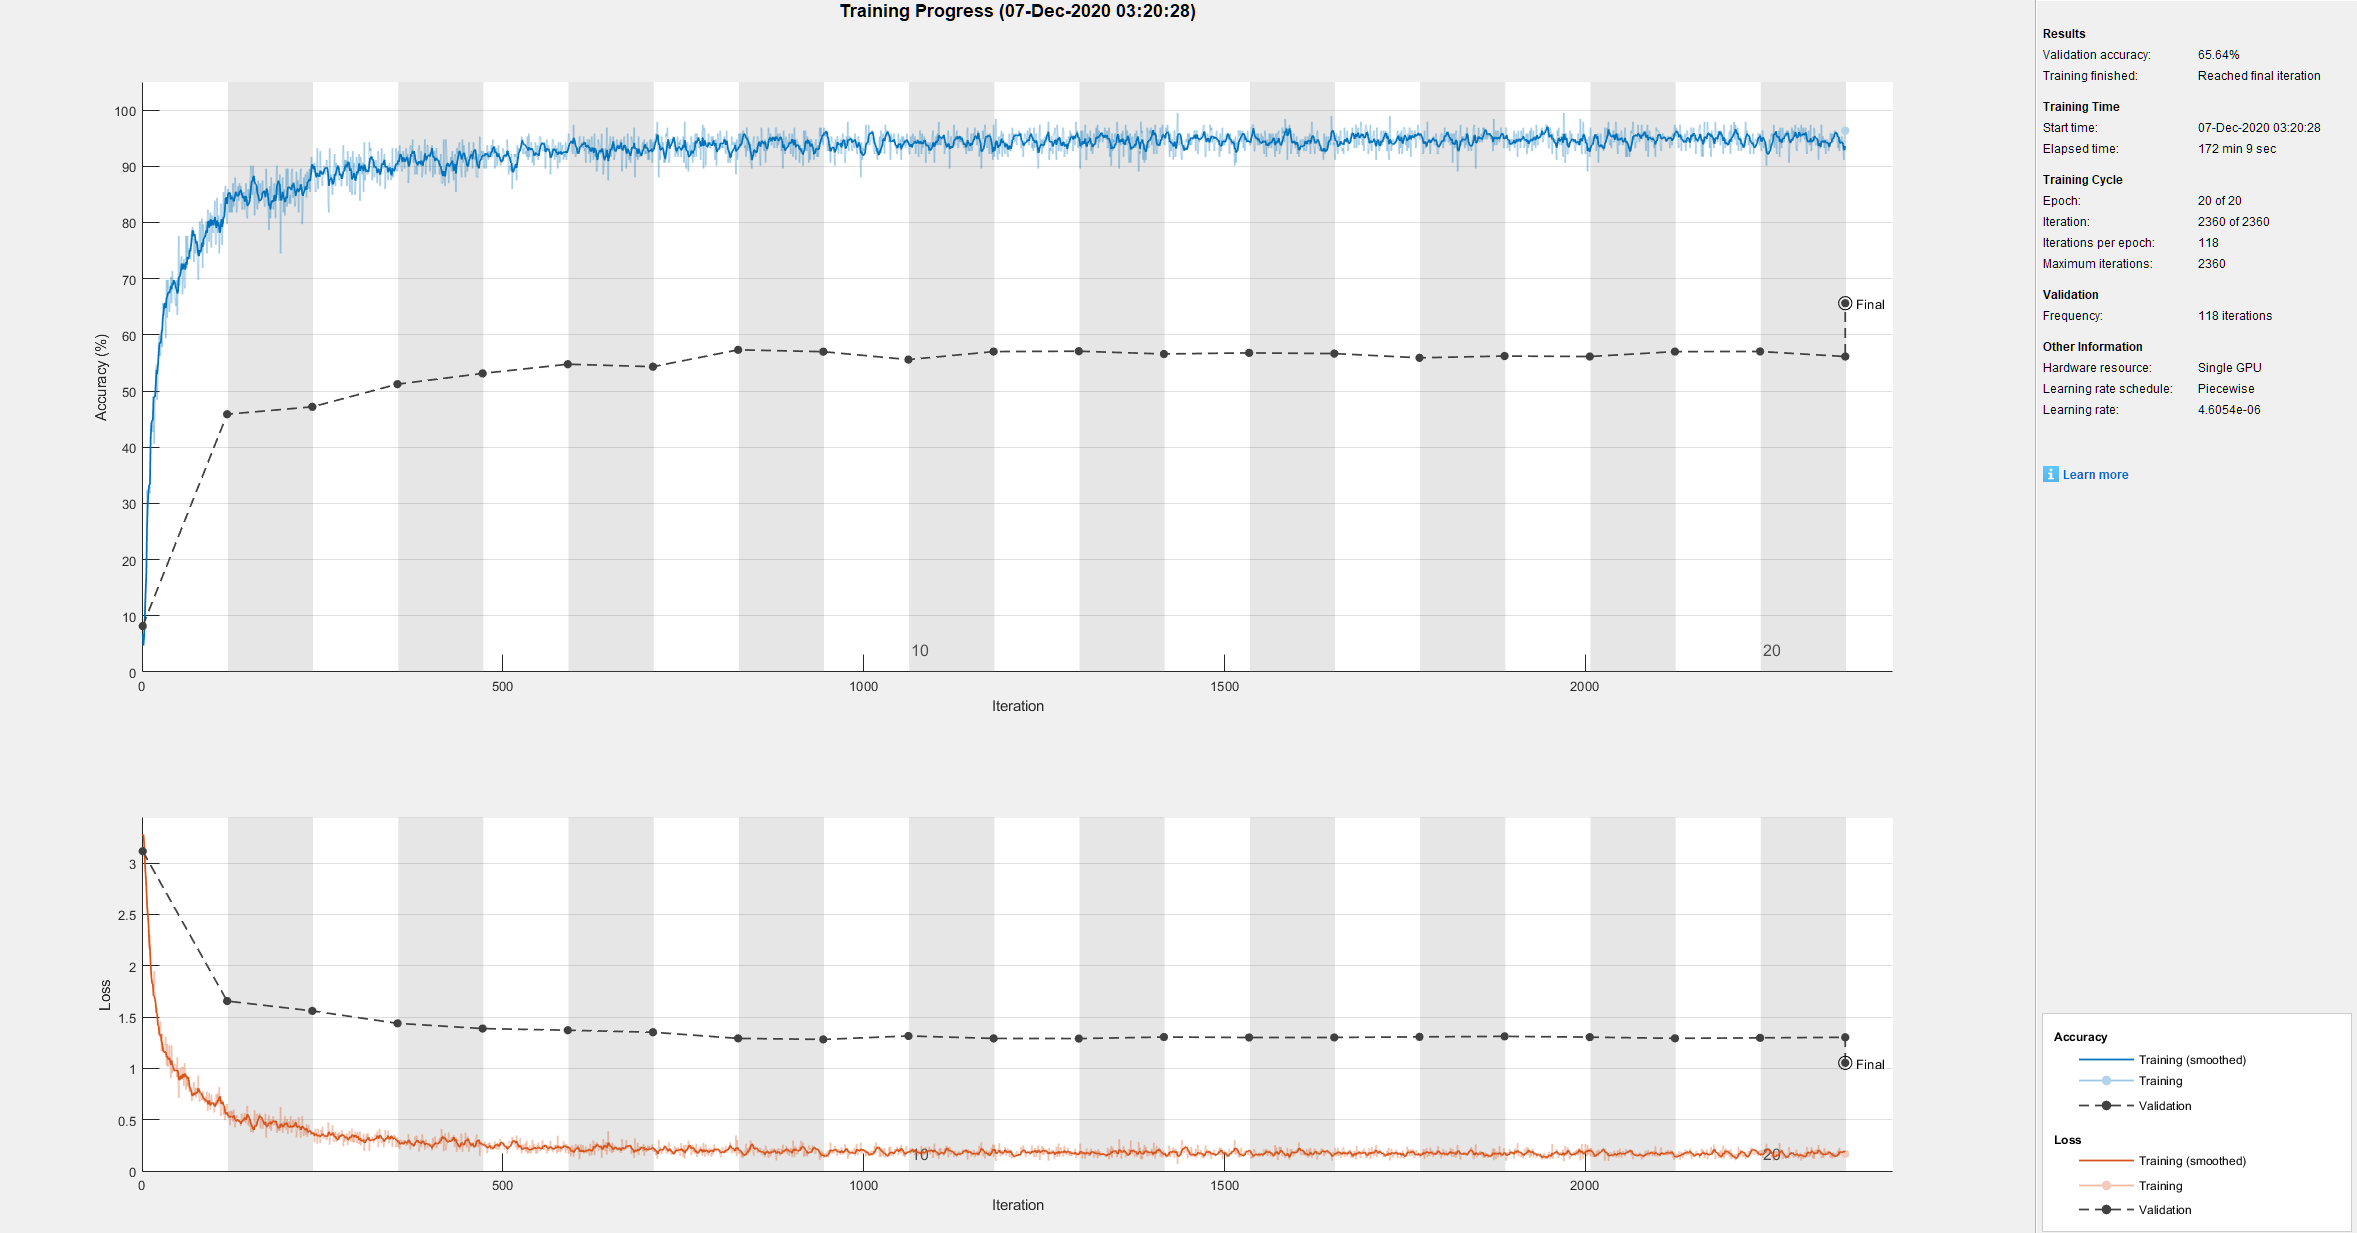 Training Progress (07-Dec-2020 03:20:28)
100
90
80
70
60
50
40
30
20
10
0
Accuracy (%)
Final
10
20
0
500
1000
1500
2000
Iteration
3
2.5
2
1.5
1
0.5
0
Loss
Final
10
20
0
500
1000
1500
2000
Iteration
Results
Validation accuracy: 65.64%
Training finished: Reached final iteration
Training Time
Start time: 07-Dec-2020 03:20:28
Elapsed time: 172 min 9 sec
Training Cycle
Epoch: 20 of 20
Iteration: 2360 of 2360
Iterations per epoch: 118
Maximum iterations: 2360
Validation
Frequency: 118 iterations
Other Information
Hardware resource: Single GPU
Learning rate schedule: Piecewise
Learning rate: 4.6054e-06
i Learn more
Accuracy
Training (smoothed)
Training
Validation
Loss
Training (smoothed)
Training
Validation